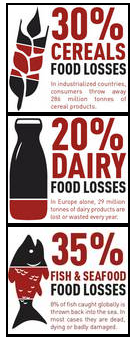 30%
CEREALS
FOOD LOSSES
In industrialized countries,
consumers throw away
286 million tonnes of
cereal products.
20%
DAIRY
FOOD LOSSES
In Europe alone, 29 million
tonnes of dairy products are
lost or wasted every year.
35%
FISH & SEAFOOD
FOOD LOSSES
8% of fish caught globally is
thrown back into the sea. In
most cases they are dead,
dying or badly damaged.